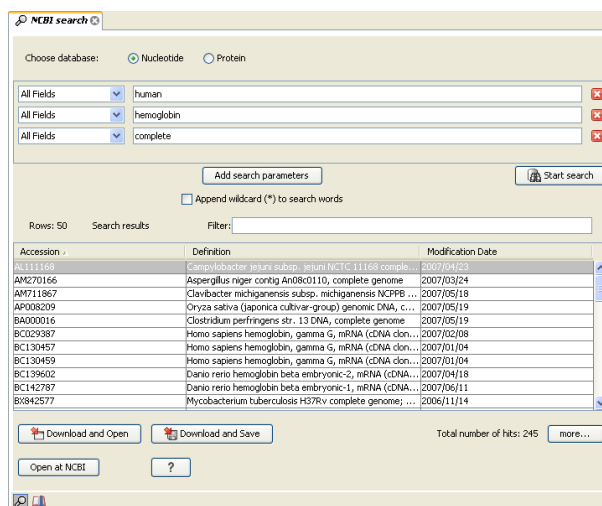 NCBI search
Choose database: Nucleotide Protein
All Fields human
All Fields hemoglobin
All Fields complete
Add search parameters Start search
Append wildcard (*) to search words
Rows: 50 Search results Filter:
Accession Definition Modification Date
AL111168 Campylobacter jejuni subsp. jejuni NCTC 11168 comple... 2007/04/23
AM270166 Aspergillus niger contig An08c0110, complete genome 2007/03/24
AM711867 Clavibacter michiganensis subsp. michiganensis NCPPB ... 2007/05/18
AP008209 Oryza sativa (japonica cultivar-group) genomic DNA, c... 2007/05/19
BA000016 Clostridium perfringens str. 13 DNA, complete genome 2007/05/19
BC029387 Homo sapiens hemoglobin, gamma G, mRNA (cDNA clon... 2007/02/08
BC130457 Homo sapiens hemoglobin, gamma G, mRNA (cDNA clon... 2007/01/04
BC130459 Homo sapiens hemoglobin, gamma G, mRNA (cDNA clon... 2007/01/04
BC139602 Danio rerio hemoglobin beta embryonic-2, mRNA (cDNA... 2007/04/18
BC142787 Danio rerio hemoglobin beta embryonic-1, mRNA (cDNA... 2007/06/11
BX842577 Mycobacterium tuberculosis H37Rv complete genome; ... 2006/11/14
Download and Open Download and Save Total number of hits: 245 more...
Open at NCBI ?